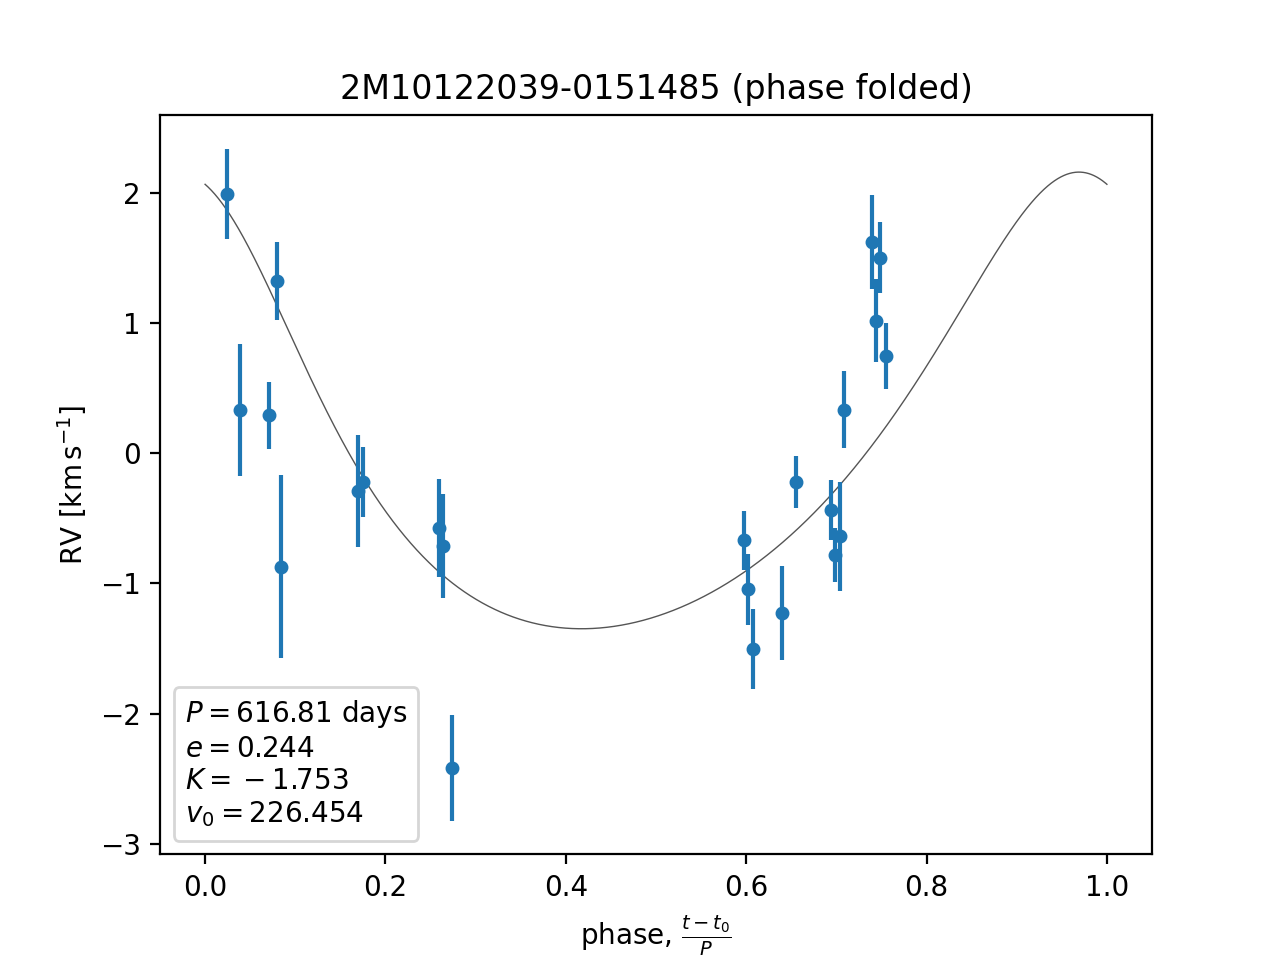 2M10122039-0151485 (phase folded)
RV [km s⁻¹]
2
1
0
−1
−2
−3
P = 616.81 days
e = 0.244
K = −1.753
v₀ = 226.454
0.0 0.2 0.4 0.6 0.8 1.0
phase, (t − t₀)/P